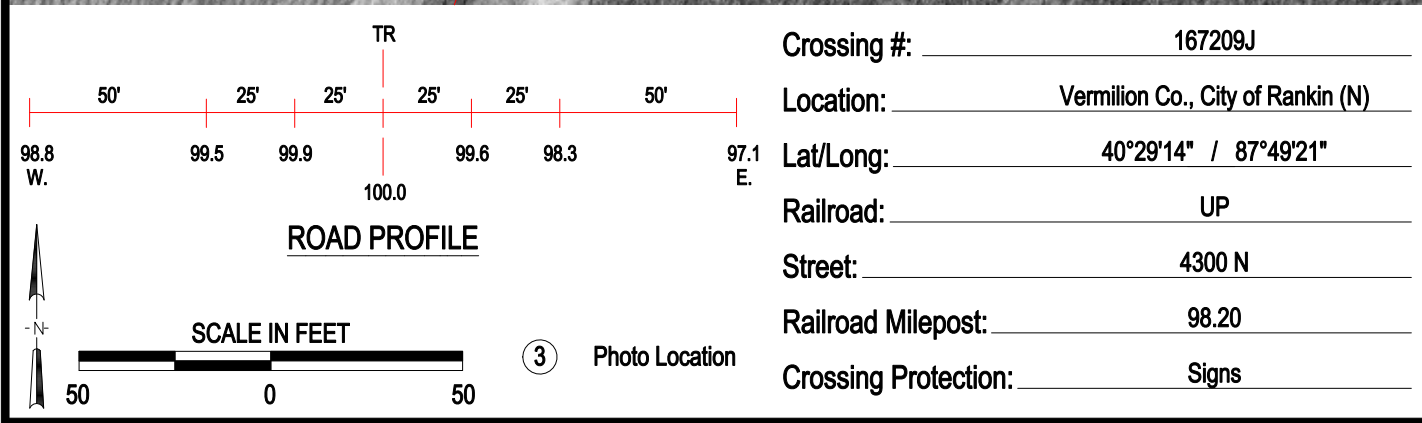 TR
50' 25' 25' 25' 25' 50'
98.8 99.5 99.9 99.6 98.3 97.1
W. E.
100.0
ROAD PROFILE
-N-
SCALE IN FEET
50 0 50
3 Photo Location
Crossing #: 167209J
Location: Vermilion Co., City of Rankin (N)
Lat/Long: 40°29'14" / 87°49'21"
Railroad: UP
Street: 4300 N
Railroad Milepost: 98.20
Crossing Protection: Signs